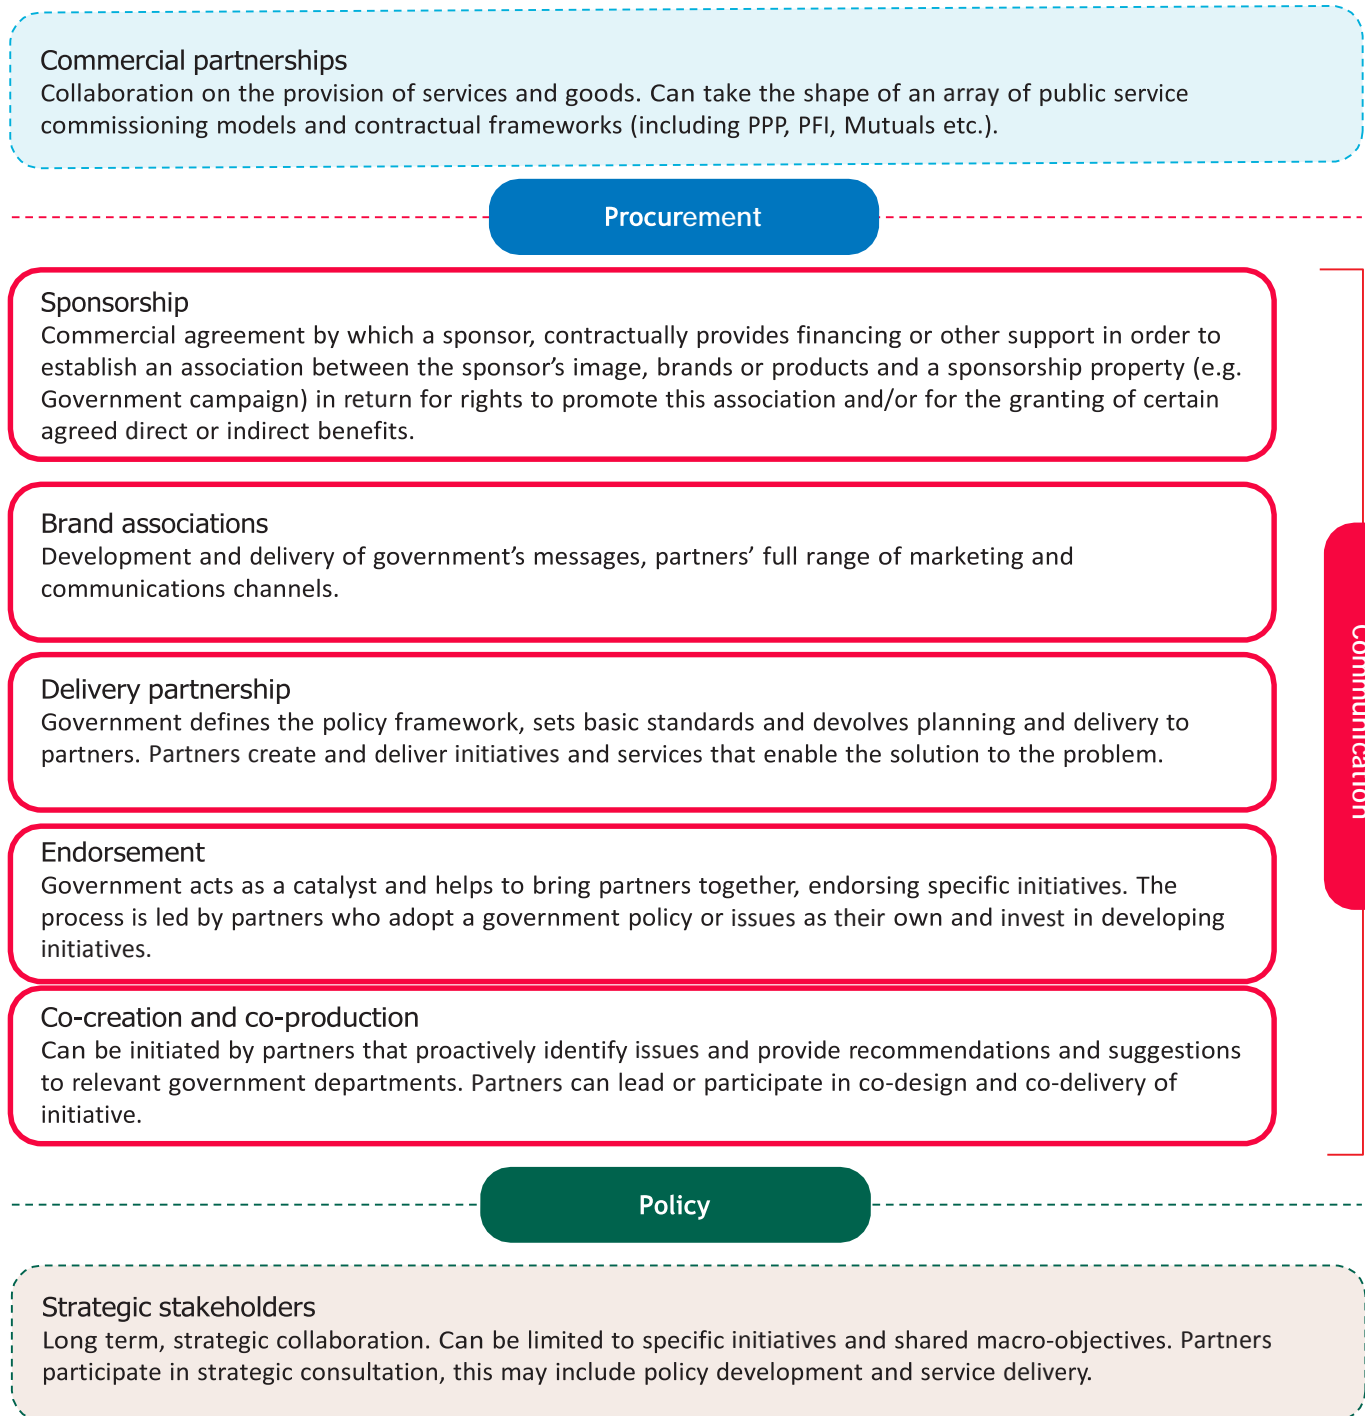 Commercial partnerships
Collaboration on the provision of services and goods. Can take the shape of an array of public service
commissioning models and contractual frameworks (including PPP, PFI, Mutuals etc.).
Procurement
Sponsorship
Commercial agreement by which a sponsor, contractually provides financing or other support in order to
establish an association between the sponsor’s image, brands or products and a sponsorship property (e.g.
Government campaign) in return for rights to promote this association and/or for the granting of certain
agreed direct or indirect benefits.
Brand associations
Development and delivery of government’s messages, partners’ full range of marketing and
communications channels.
Delivery partnership
Government defines the policy framework, sets basic standards and devolves planning and delivery to
partners. Partners create and deliver initiatives and services that enable the solution to the problem.
Endorsement
Government acts as a catalyst and helps to bring partners together, endorsing specific initiatives. The
process is led by partners who adopt a government policy or issues as their own and invest in developing
initiatives.
Co-creation and co-production
Can be initiated by partners that proactively identify issues and provide recommendations and suggestions
to relevant government departments. Partners can lead or participate in co-design and co-delivery of
initiative.
Communication
Policy
Strategic stakeholders
Long term, strategic collaboration. Can be limited to specific initiatives and shared macro-objectives. Partners
participate in strategic consultation, this may include policy development and service delivery.